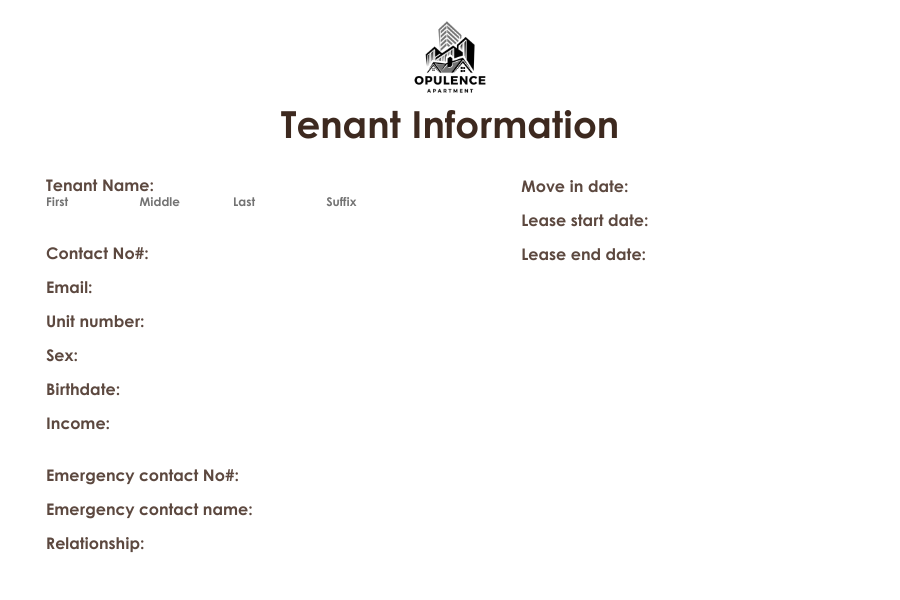 OPULENCE
APARTMENT
Tenant Information
Tenant Name:
First Middle Last Suffix
Contact No#:
Email:
Unit number:
Sex:
Birthdate:
Income:
Emergency contact No#:
Emergency contact name:
Relationship:
Move in date:
Lease start date:
Lease end date: